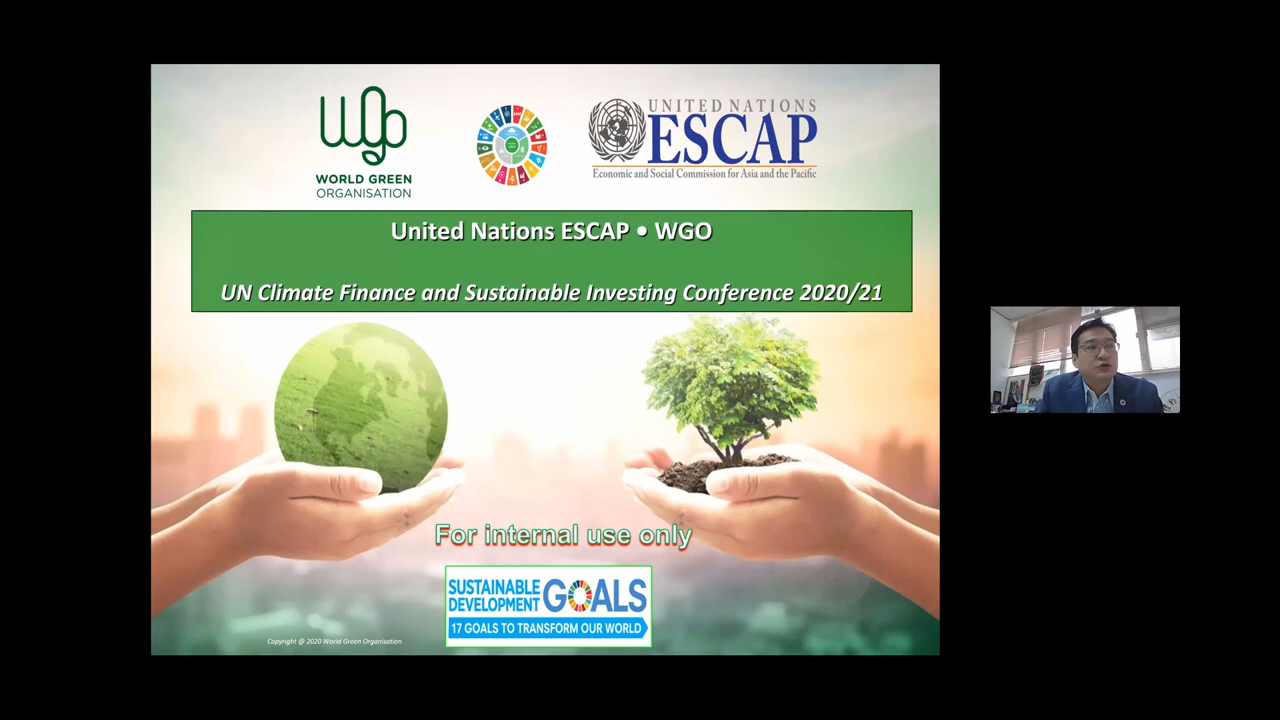 wgo
WORLD GREEN
ORGANISATION
UNITED NATIONS
ESCAP
Economic and Social Commission for Asia and the Pacific
United Nations ESCAP • WGO
UN Climate Finance and Sustainable Investing Conference 2020/21
For internal use only
SUSTAINABLE
DEVELOPMENT
GOALS
17 GOALS TO TRANSFORM OUR WORLD
Copyright @ 2020 World Green Organisation